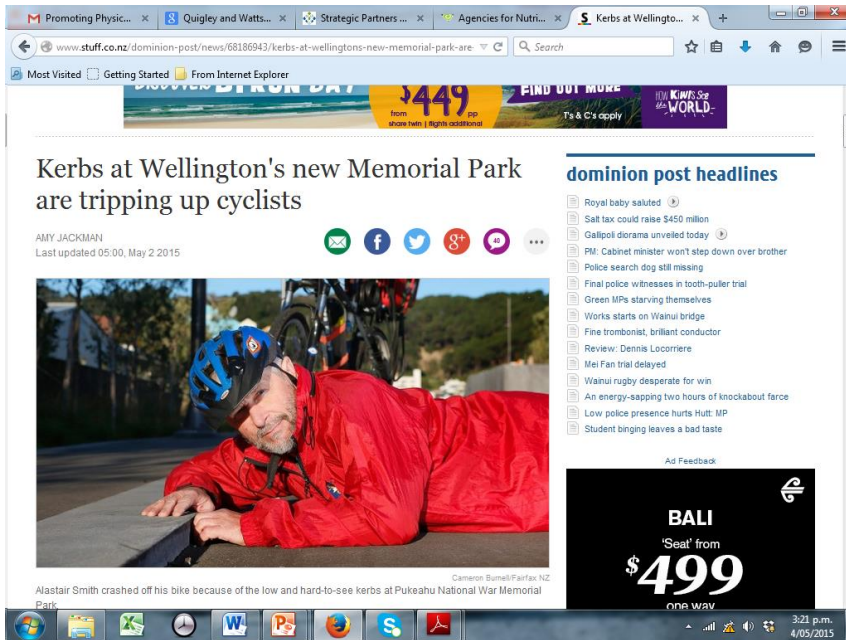 Promoting Physic...
Quigley and Watts...
Strategic Partners ...
Agencies for Nutri...
Kerbs at Wellingto...
www.stuff.co.nz/dominion-post/news/68186943/kerbs-at-wellingtons-new-memorial-park-are
Search
Most Visited Getting Started From Internet Explorer
DISCOVER BYRON BAY
from
$449
pp
share twin | flights additional
FIND OUT MORE
T's & C's apply
HOW KIWIS See
the WORLD
Kerbs at Wellington's new Memorial Park
are tripping up cyclists
AMY JACKMAN
Last updated 05:00, May 2 2015
40
Cameron Burnell/Fairfax NZ
Alastair Smith crashed off his bike because of the low and hard-to-see kerbs at Pukeahu National War Memorial
Park.
dominion post headlines
Royal baby saluted
Salt tax could raise $450 million
Gallipoli diorama unveiled today
PM: Cabinet minister won't step down over brother
Police search dog still missing
Final police witnesses in tooth-puller trial
Green MPs starving themselves
Works starts on Wainui bridge
Fine trombonist, brilliant conductor
Review: Dennis Locorriere
Mei Fan trial delayed
Wainui rugby desperate for win
An energy-sapping two hours of knockabout farce
Low police presence hurts Hutt: MP
Student binging leaves a bad taste
Ad Feedback
BALI
'Seat' from
$499
one way
3:21 p.m.
4/05/2015